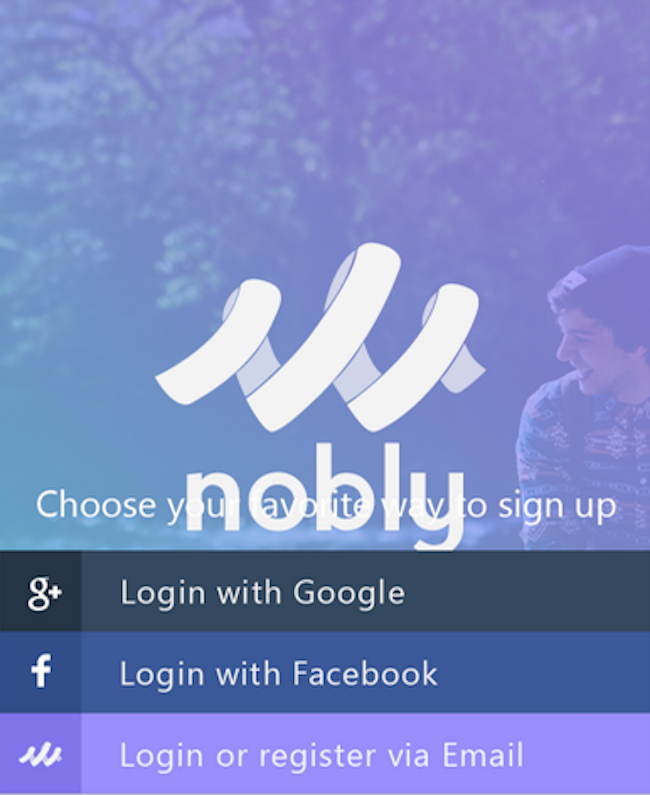 nobly
Choose your favorite way to sign up
g+ Login with Google
f Login with Facebook
Login or register via Email